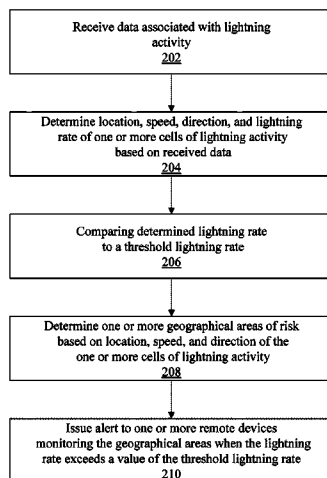 Receive data associated with lightning
activity
202
Determine location, speed, direction, and lightning
rate of one or more cells of lightning activity
based on received data
204
Comparing determined lightning rate
to a threshold lightning rate
206
Determine one or more geographical areas of risk
based on location, speed, and direction of the
one or more cells of lightning activity
208
Issue alert to one or more remote devices
monitoring the geographical areas when the lightning
rate exceeds a value of the threshold lightning rate
210